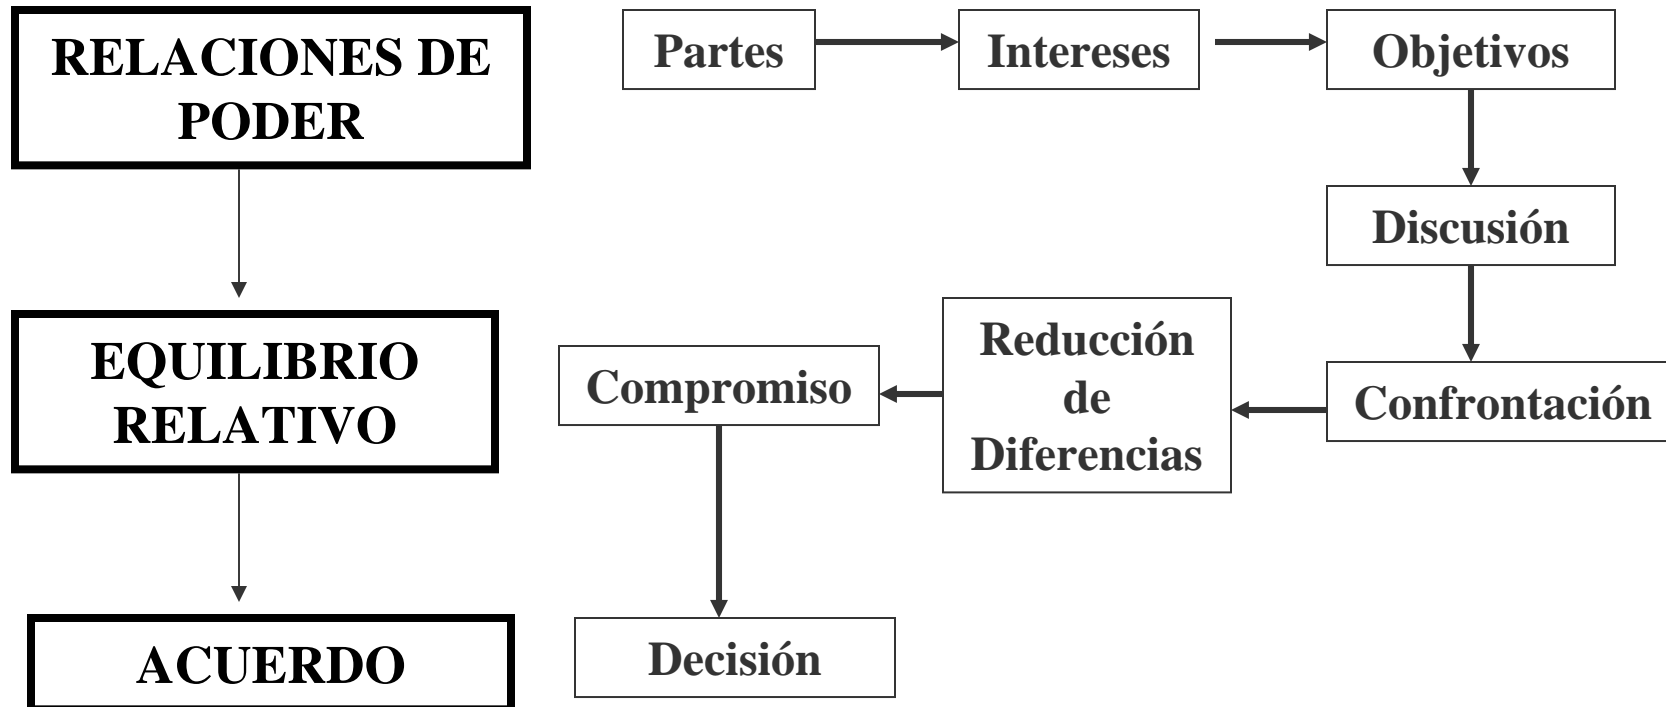 RELACIONES DE
PODER
Partes
Intereses
Objetivos
Discusión
EQUILIBRIO
RELATIVO
Compromiso
Reducción
de
Diferencias
Confrontación
ACUERDO
Decisión